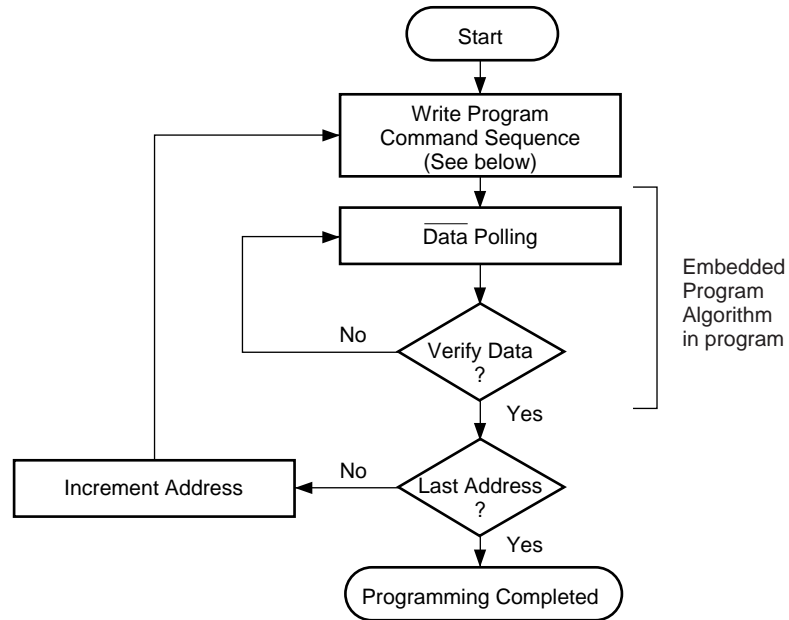 Start
Write Program
Command Sequence
(See below)
Data Polling
Embedded
Program
Algorithm
in program
No
Verify Data
?
Yes
Increment Address
No
Last Address
?
Yes
Programming Completed